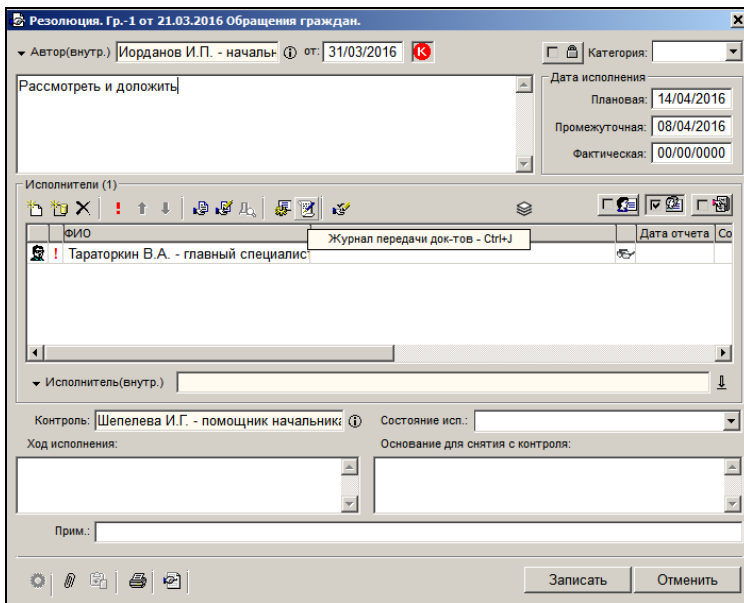 Резолюция. Гр.-1 от 21.03.2016 Обращения граждан.
Автор(внутр.) Иорданов И.П. - начальн от: 31/03/2016 К Категория:
Рассмотреть и доложить
Дата исполнения
Плановая: 14/04/2016
Промежуточная: 08/04/2016
Фактическая: 00/00/0000
Исполнители (1)
Журнал передачи док-тов - Ctrl+J
ФИО Дата отчета Со
! Тараторкин В.А. - главный специалис
Исполнитель(внутр.)
Контроль: Шепелева И.Г. - помощник начальника Состояние исп.:
Ход исполнения: Основание для снятия с контроля:
Прим.:
Записать Отменить